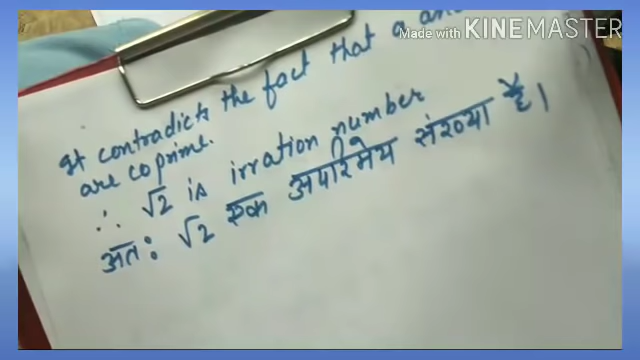 Made with KINEMASTER
It contradicts the fact that a and
are coprime.
∴ √2 is irration number
अतः √2 एक अपरिमेय संख्या है।